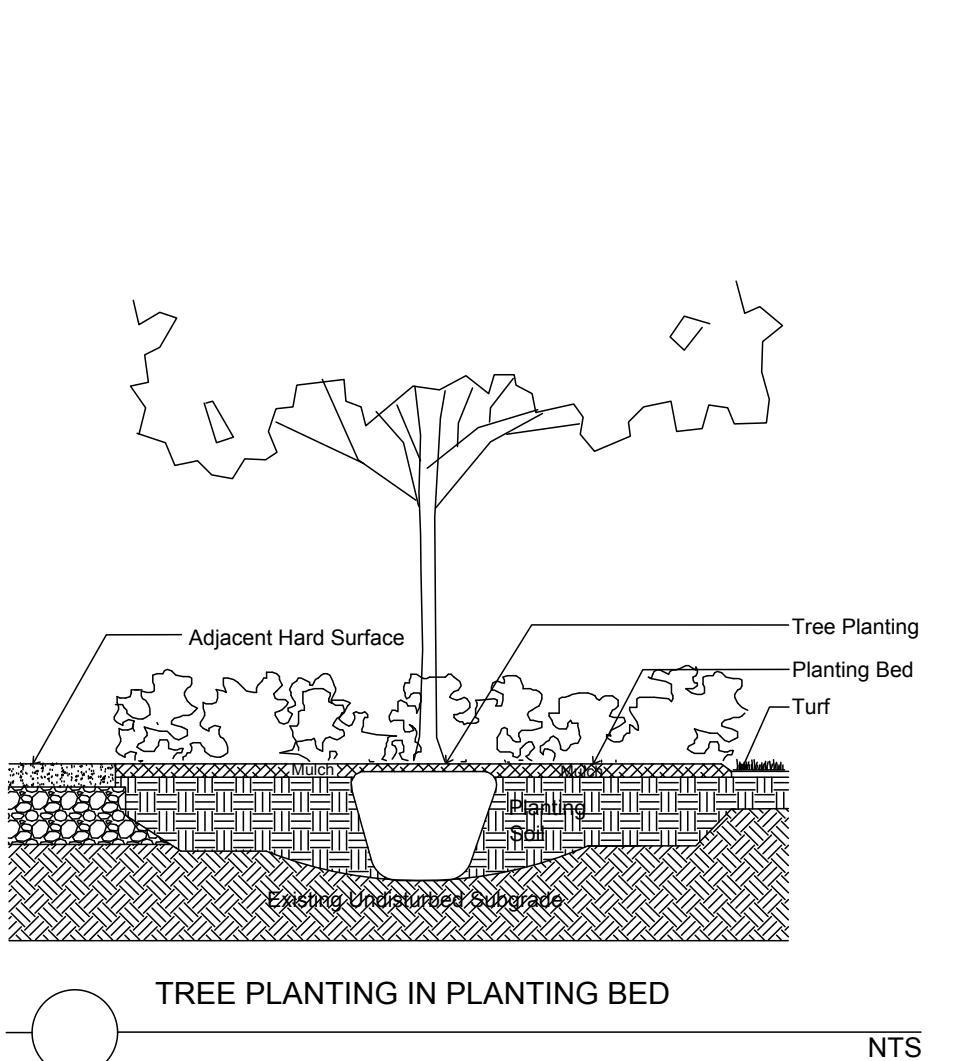 Adjacent Hard Surface
Tree Planting
Planting Bed
Turf
Mulch
Mulch
Planting
Soil
Existing Undisturbed Subgrade
TREE PLANTING IN PLANTING BED
NTS